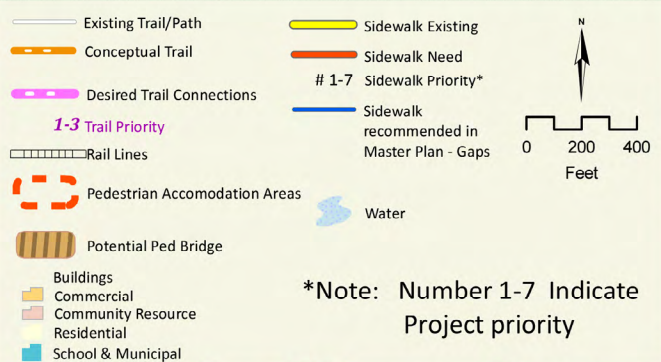 Existing Trail/Path
Conceptual Trail
Desired Trail Connections
1-3 Trail Priority
Rail Lines
Pedestrian Accomodation Areas
Potential Ped Bridge
Buildings
Commercial
Community Resource
Residential
School & Municipal
Sidewalk Existing
Sidewalk Need
# 1-7 Sidewalk Priority*
Sidewalk
recommended in
Master Plan - Gaps
Water
N
0 200 400
Feet
*Note: Number 1-7 Indicate
Project priority